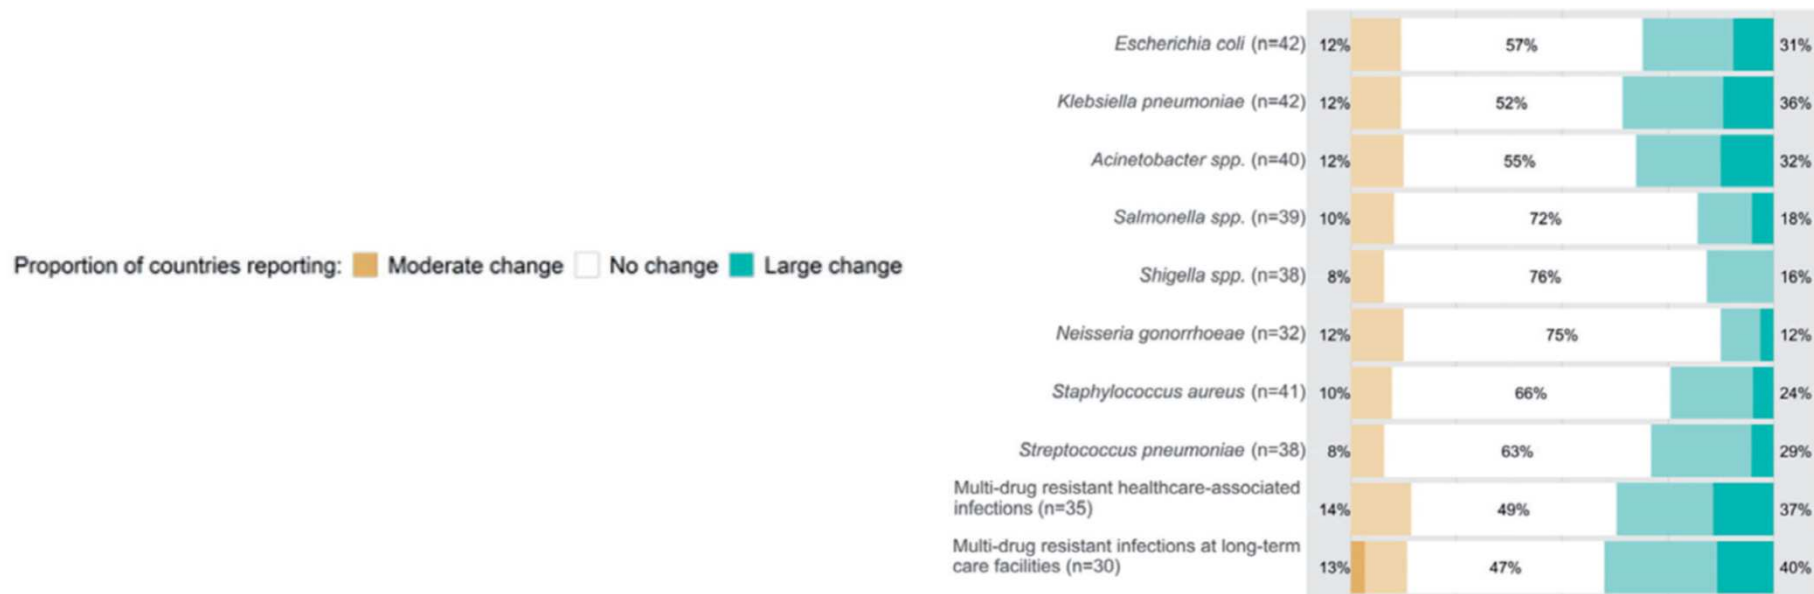 Proportion of countries reporting: Moderate change No change Large change
Escherichia coli (n=42) 12% 57% 31%
Klebsiella pneumoniae (n=42) 12% 52% 36%
Acinetobacter spp. (n=40) 12% 55% 32%
Salmonella spp. (n=39) 10% 72% 18%
Shigella spp. (n=38) 8% 76% 16%
Neisseria gonorrhoeae (n=32) 12% 75% 12%
Staphylococcus aureus (n=41) 10% 66% 24%
Streptococcus pneumoniae (n=38) 8% 63% 29%
Multi-drug resistant healthcare-associated
infections (n=35) 14% 49% 37%
Multi-drug resistant infections at long-term
care facilities (n=30) 13% 47% 40%